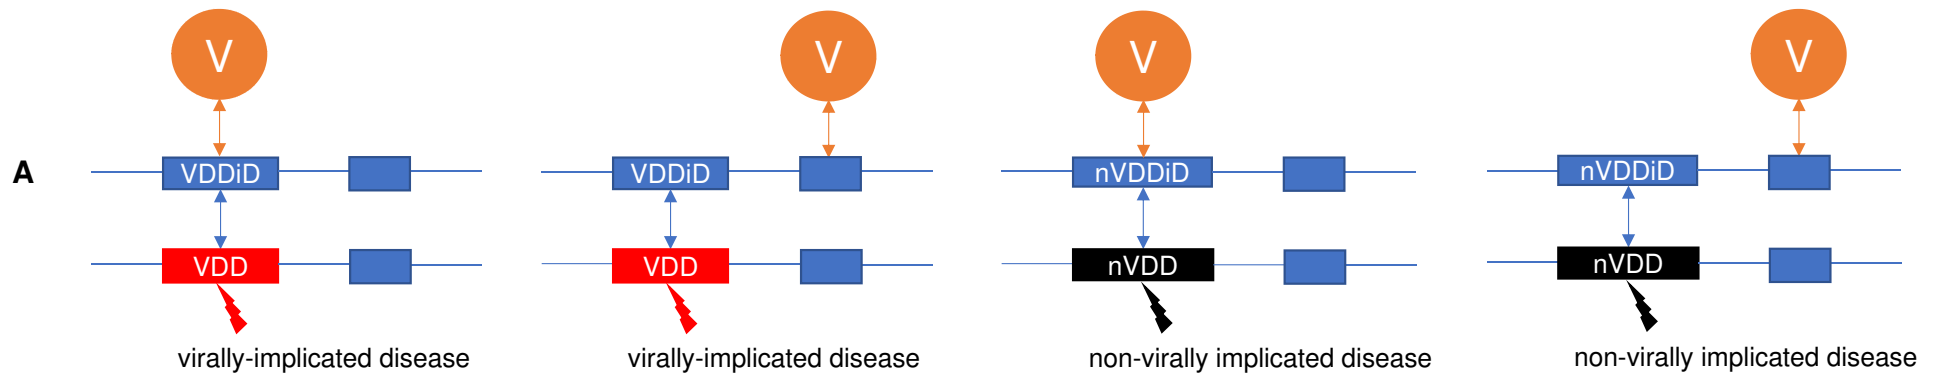 V V V V
A VDDiD VDDiD nVDDiD nVDDiD
VDD VDD nVDD nVDD
virally-implicated disease virally-implicated disease non-virally implicated disease non-virally implicated disease